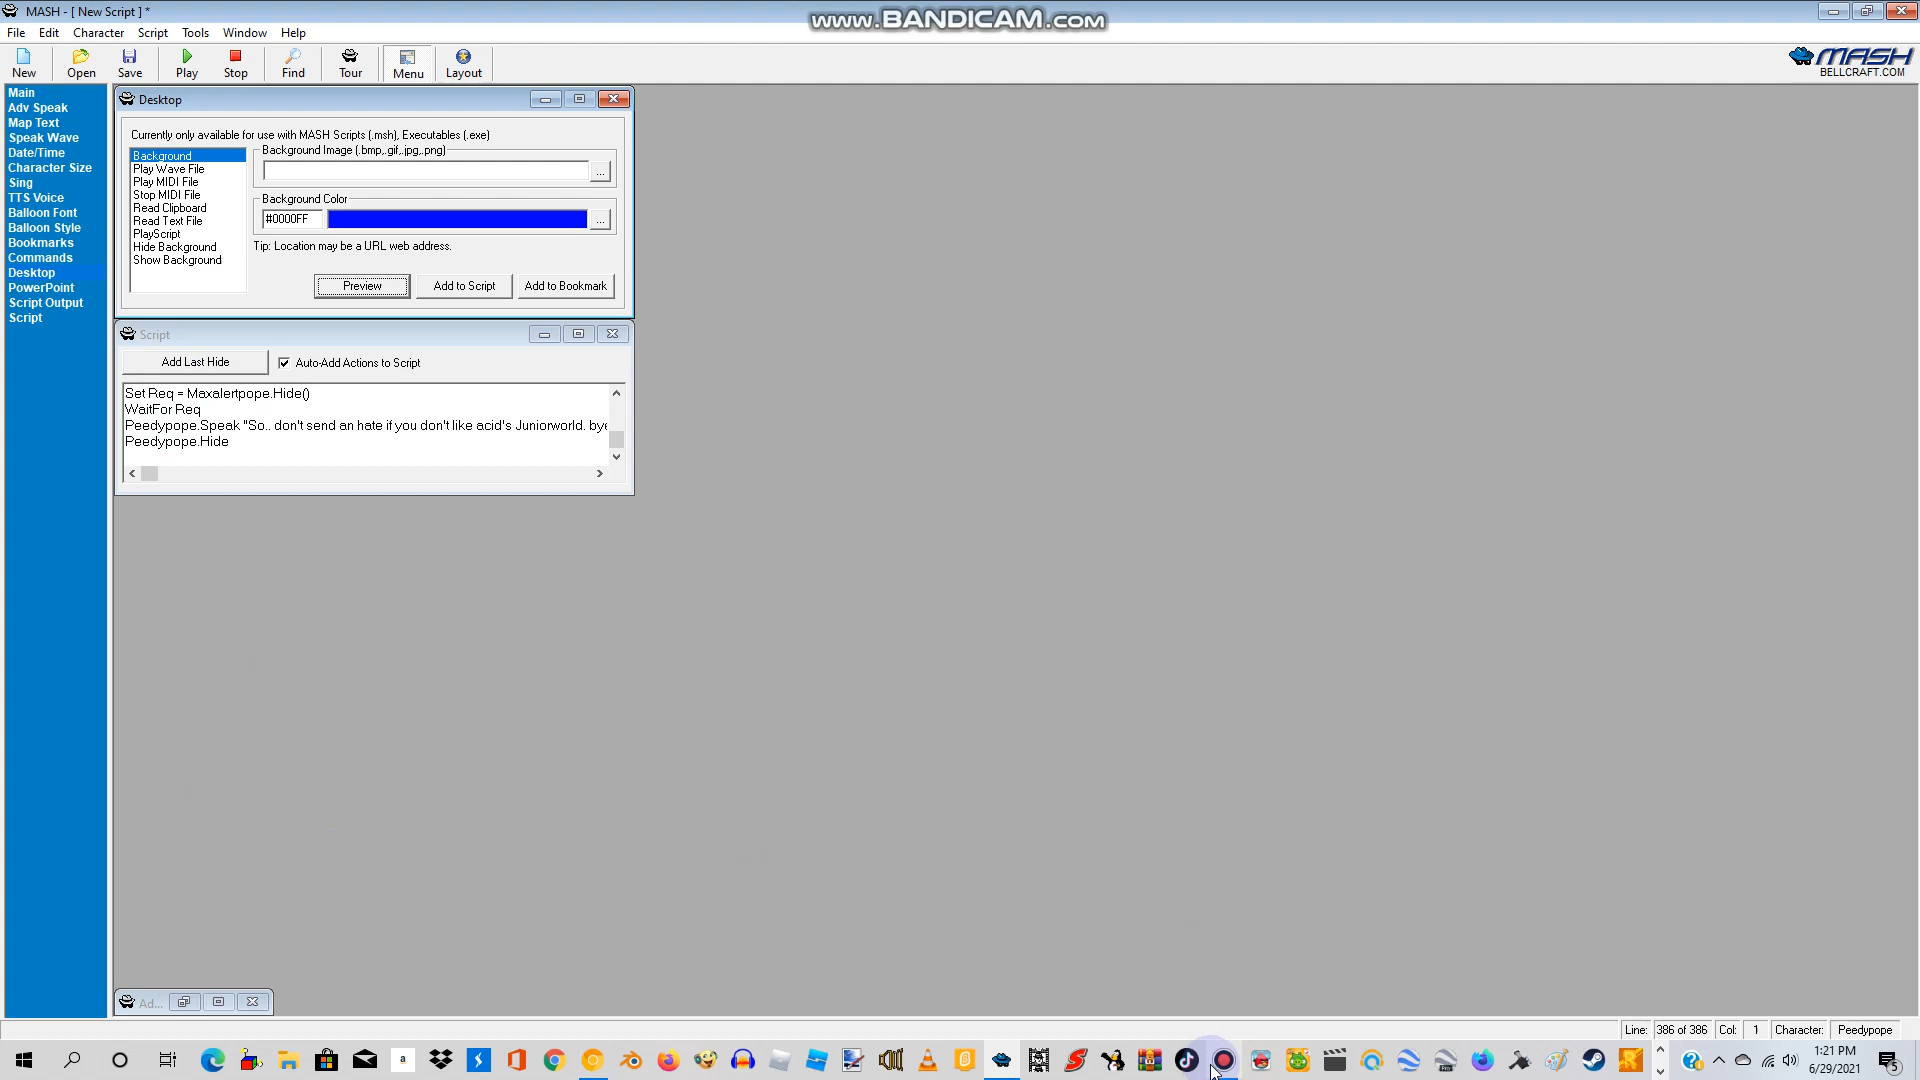 MASH - [ New Script ] *
www.BANDICAM.com
File Edit Character Script Tools Window Help
New Open Save Play Stop Find Tour Menu Layout
MASH
BELLCRAFT.COM
Main
Adv Speak
Map Text
Speak Wave
Date/Time
Character Size
Sing
TTS Voice
Balloon Font
Balloon Style
Bookmarks
Commands
Desktop
PowerPoint
Script Output
Script
Desktop
Currently only available for use with MASH Scripts (.msh), Executables (.exe)
Background
Play Wave File
Play MIDI File
Stop MIDI File
Read Clipboard
Read Text File
PlayScript
Hide Background
Show Background
Background Image (.bmp,.gif,.jpg,.png)
...
Background Color
#0000FF
...
Tip: Location may be a URL web address.
Preview Add to Script Add to Bookmark
Script
Add Last Hide Auto-Add Actions to Script
Set Req = Maxalertpope.Hide()
WaitFor Req
Peedypope.Speak "So.. don't send an hate if you don't like acid's Juniorworld. bye
Peedypope.Hide
Ad...
Line: 386 of 386 Col: 1 Character: Peedypope
1:21 PM
6/29/2021
5